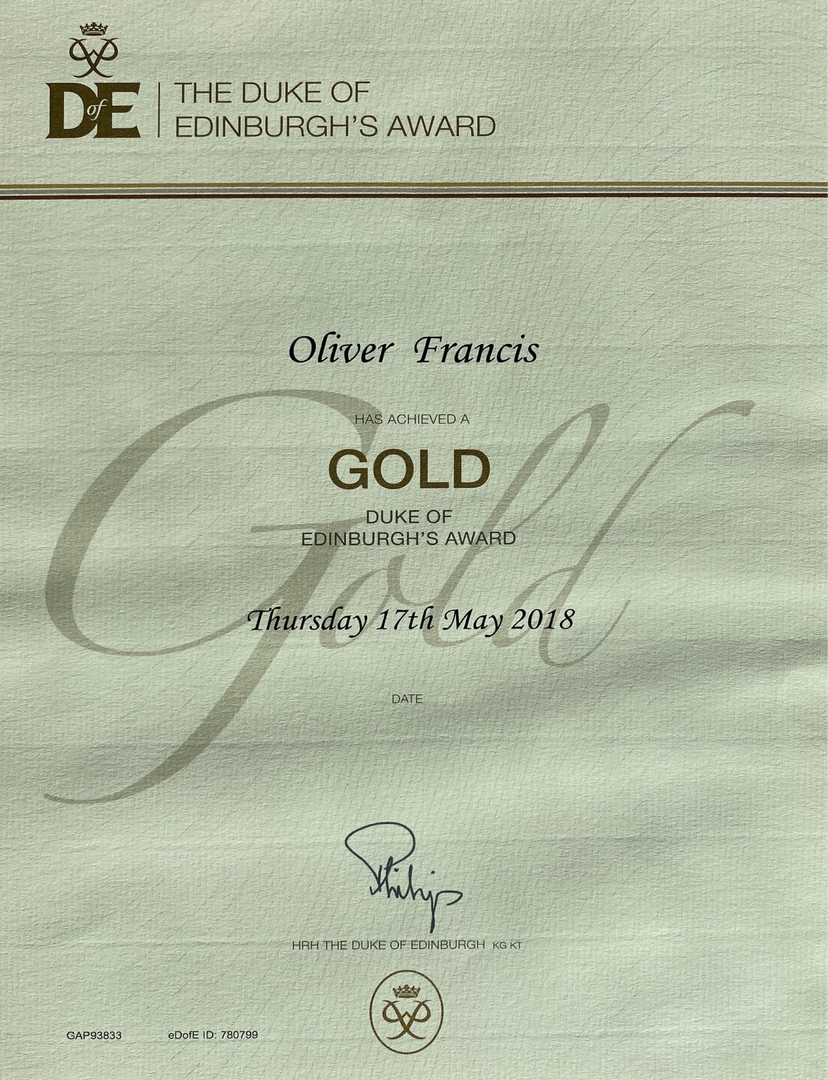 DofE
THE DUKE OF
EDINBURGH'S AWARD
Oliver Francis
HAS ACHIEVED A
GOLD
Gold
DUKE OF
EDINBURGH'S AWARD
Thursday 17th May 2018
DATE
Philip
HRH THE DUKE OF EDINBURGH KG KT
GAP93833 eDofE ID: 780799